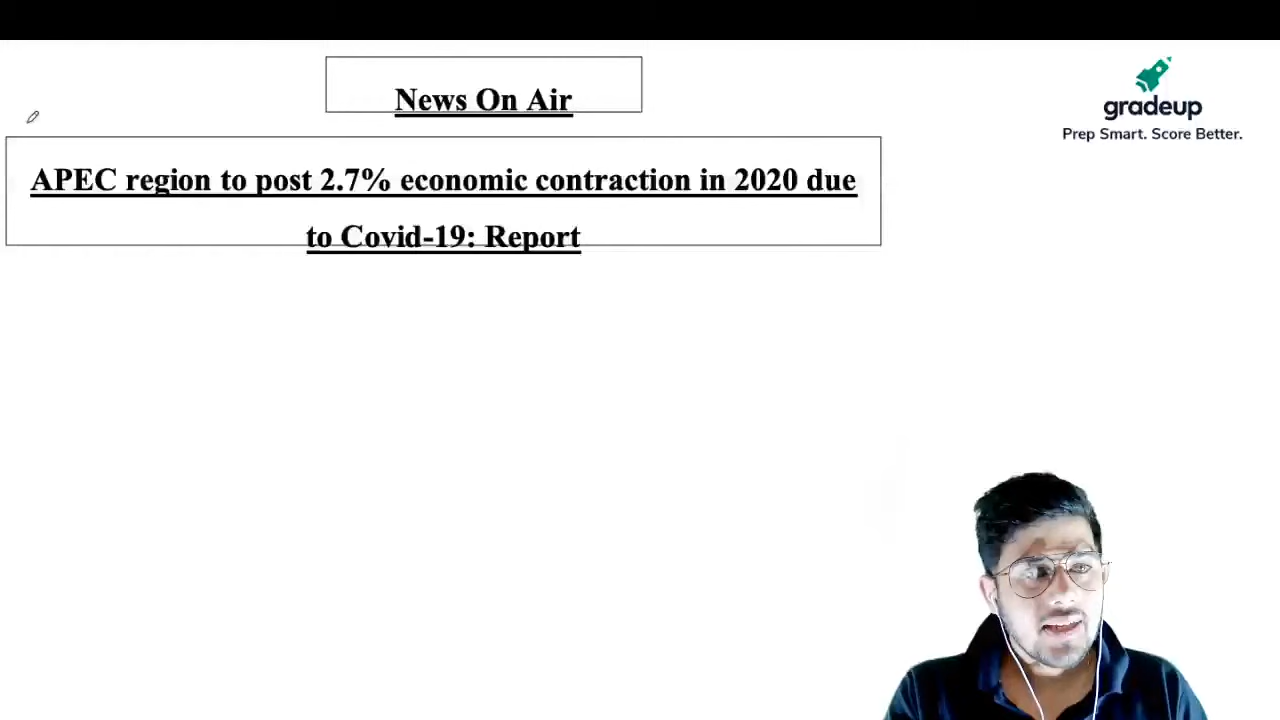 News On Air
gradeup
Prep Smart. Score Better.
APEC region to post 2.7% economic contraction in 2020 due
to Covid-19: Report